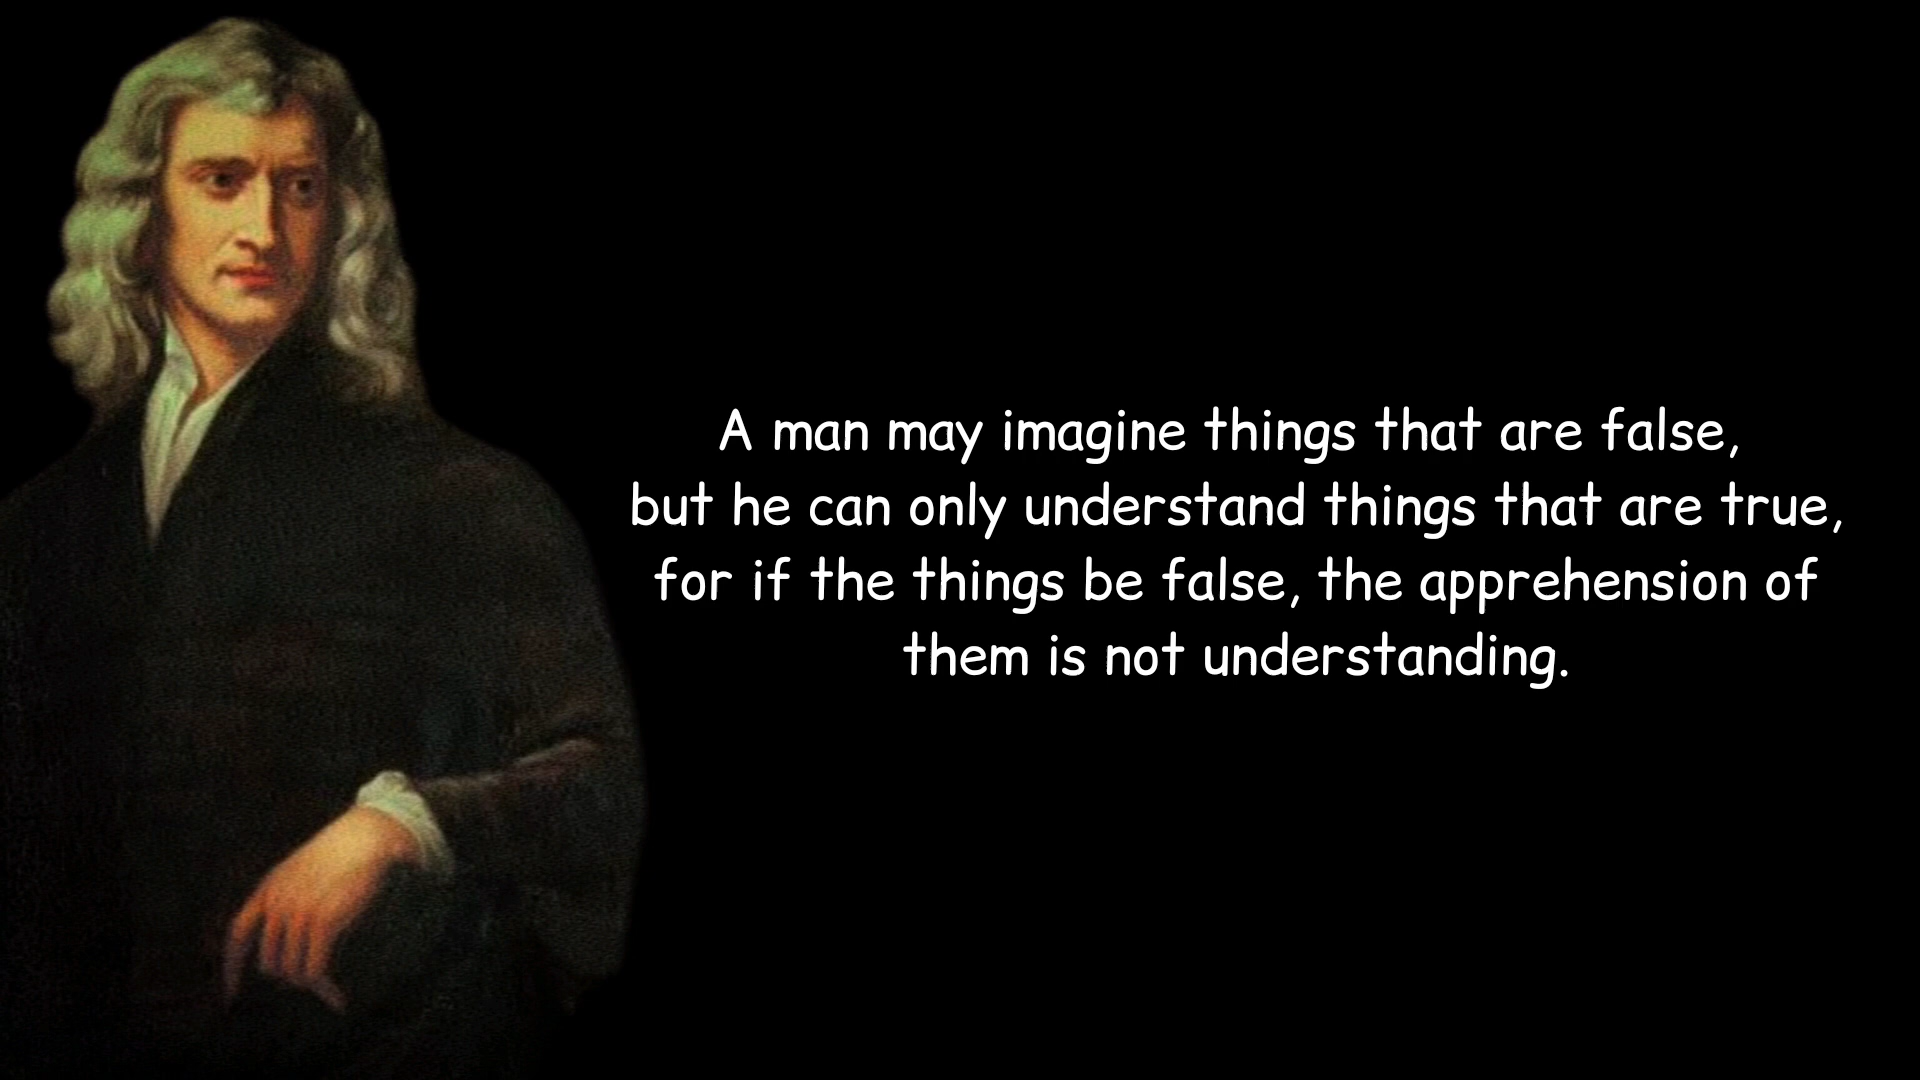 A man may imagine things that are false,
but he can only understand things that are true,
for if the things be false, the apprehension of
them is not understanding.